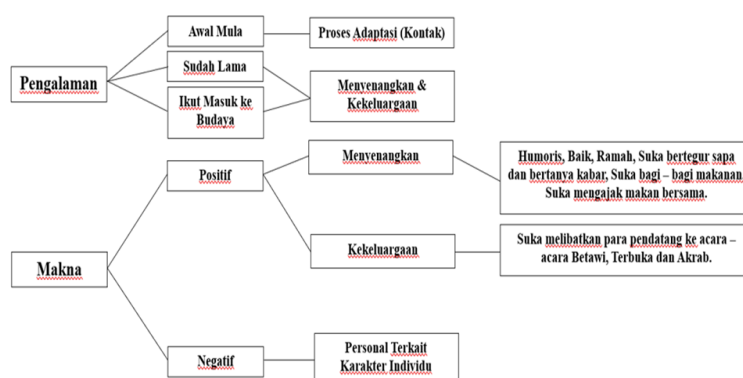 Awal Mula
Proses Adaptasi (Kontak)
Sudah Lama
Pengalaman
Menyenangkan &
Kekeluargaan
Ikut Masuk ke
Budaya
Menyenangkan
Humoris, Baik, Ramah, Suka bertegur sapa
dan bertanya kabar, Suka bagi – bagi makanan,
Suka mengajak makan bersama.
Positif
Kekeluargaan
Suka melibatkan para pendatang ke acara –
acara Betawi, Terbuka dan Akrab.
Makna
Negatif
Personal Terkait
Karakter Individu